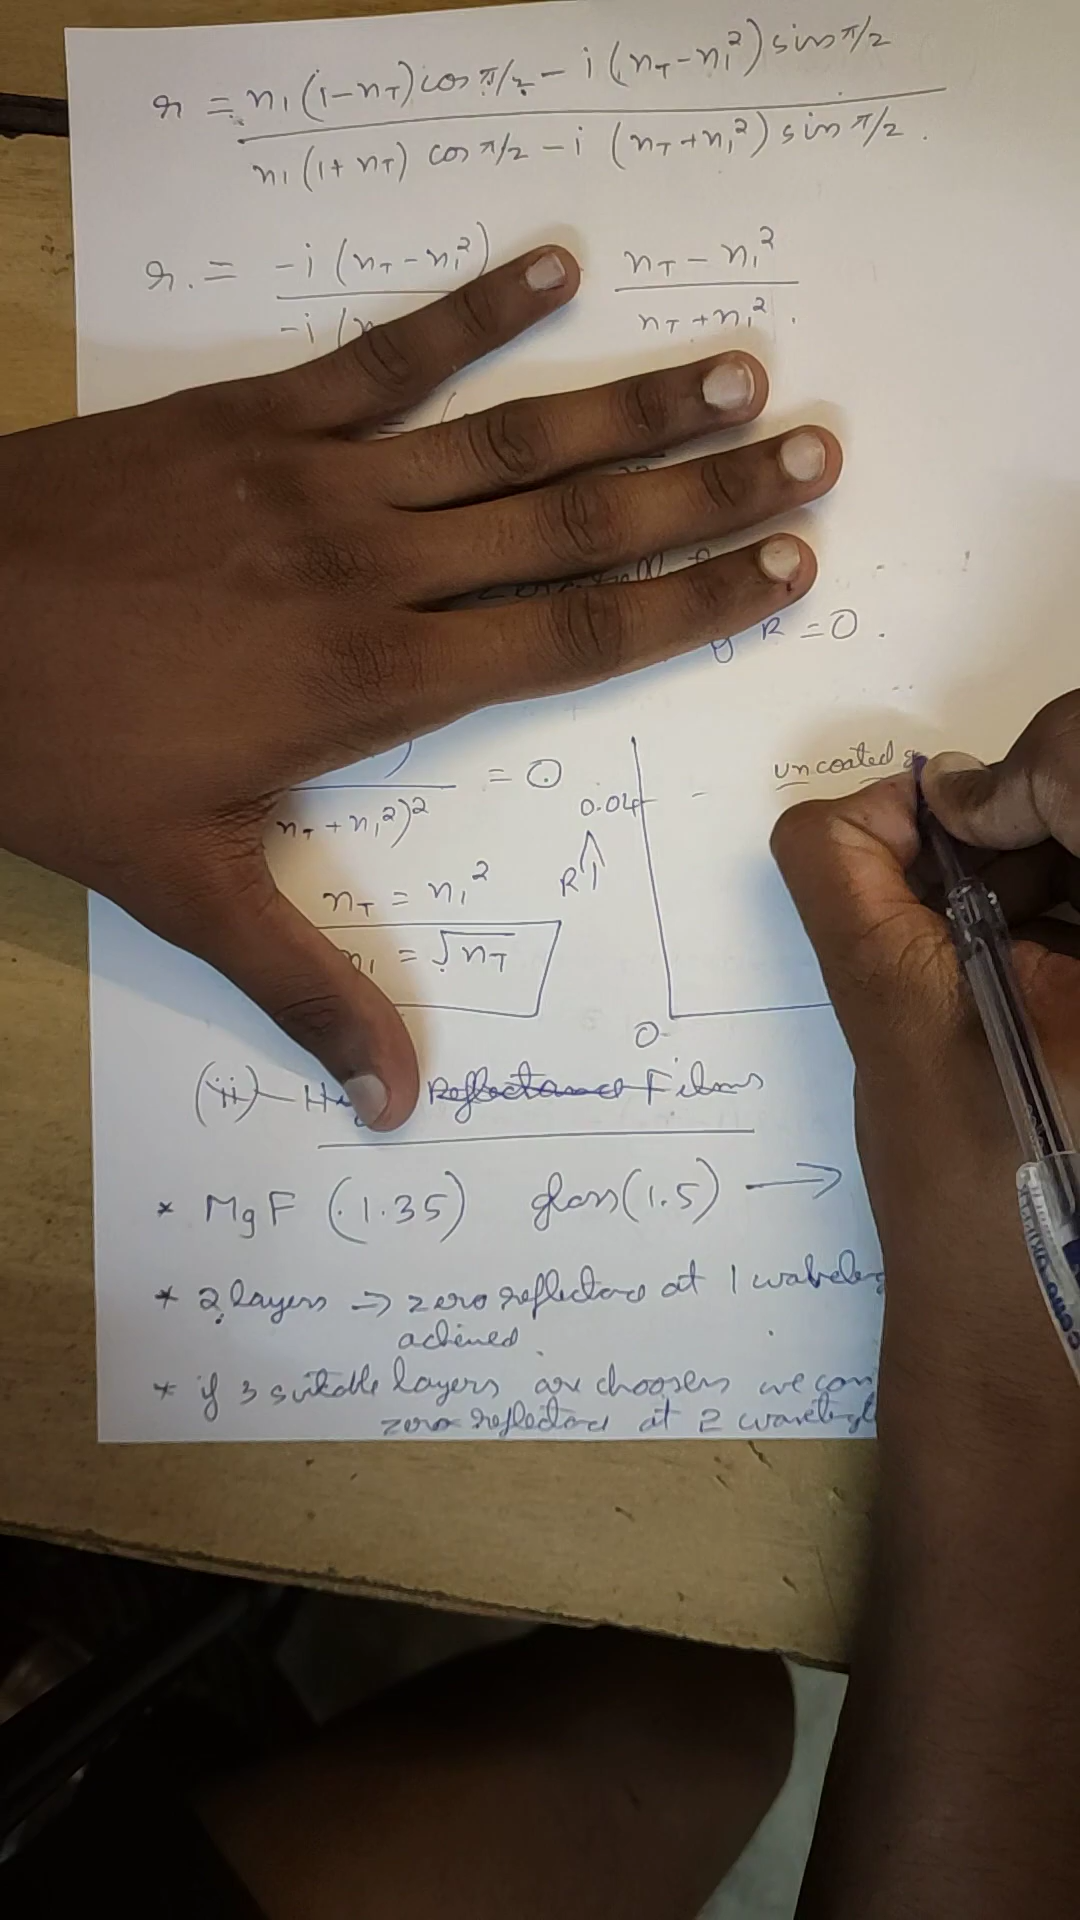 r = n₁(1-n_T) cos π/2 - i (n_T - n₁²) sin π/2
n₁(1+n_T) cos π/2 - i (n_T + n₁²) sin π/2 .
r. = -i (n_T - n₁²)
-i (n
n_T - n₁²
n_T + n₁² .
R = 0 .
= 0
n_T + n₁²)²
n_T = n₁²
n₁ = √n_T
uncoated
0.04
R ↑
0
(ii) Reflectance Films
* MgF (1.35) glass (1.5) →
* 2 layers ⇒ zero reflectance at 1
achieved .
* if 3 suitable layers are choosen we can
zero reflectance at 2